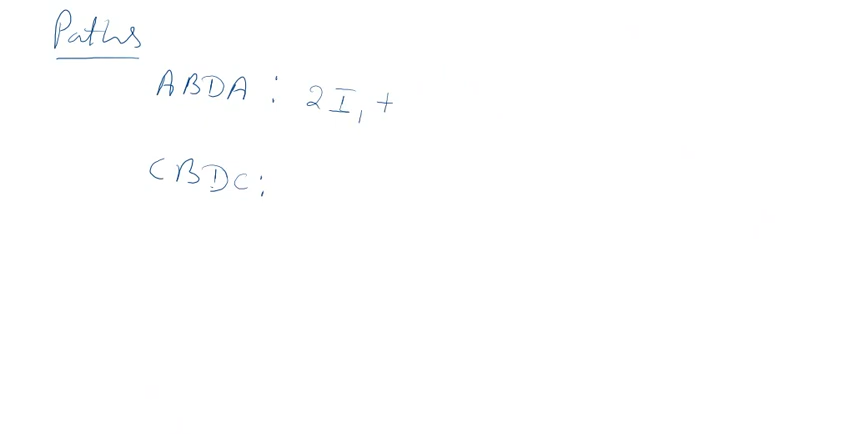 Paths
ABDA : 2I₁ +
CBDC :